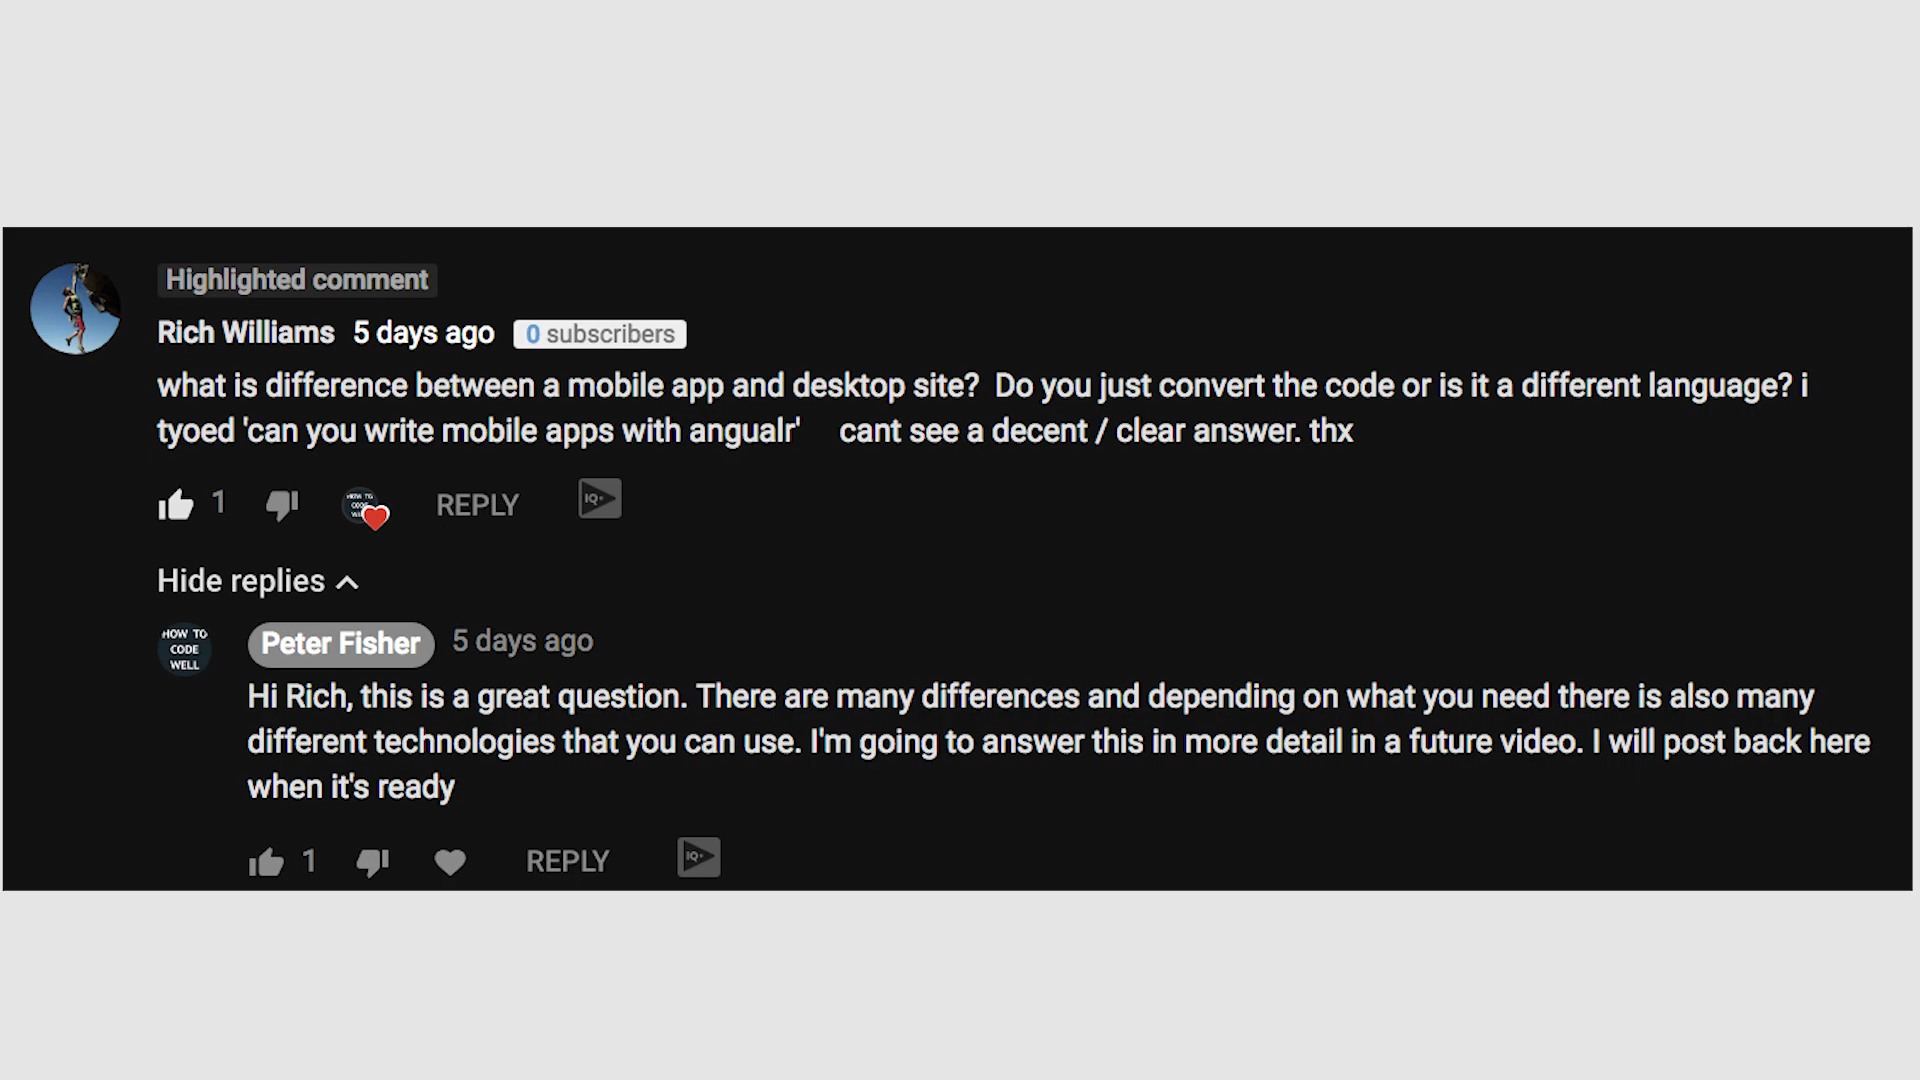 Highlighted comment
Rich Williams 5 days ago 0 subscribers
what is difference between a mobile app and desktop site? Do you just convert the code or is it a different language? i
tyoed 'can you write mobile apps with angualr' cant see a decent / clear answer. thx
1 REPLY IQ
Hide replies
HOW TO
CODE
WELL
Peter Fisher 5 days ago
Hi Rich, this is a great question. There are many differences and depending on what you need there is also many
different technologies that you can use. I'm going to answer this in more detail in a future video. I will post back here
when it's ready
1 REPLY IQ